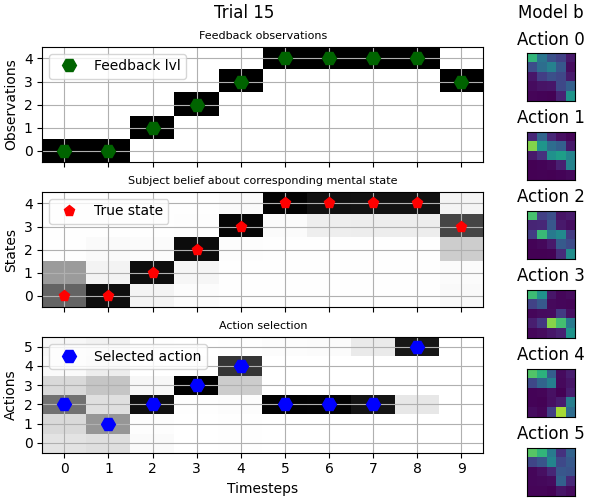 Trial 15
Model b
Feedback observations
Observations
4
3
2
1
0
Feedback lvl
Subject belief about corresponding mental state
States
4
3
2
1
0
True state
Action selection
Actions
5
4
3
2
1
0
Selected action
0 1 2 3 4 5 6 7 8 9
Timesteps
Action 0
Action 1
Action 2
Action 3
Action 4
Action 5